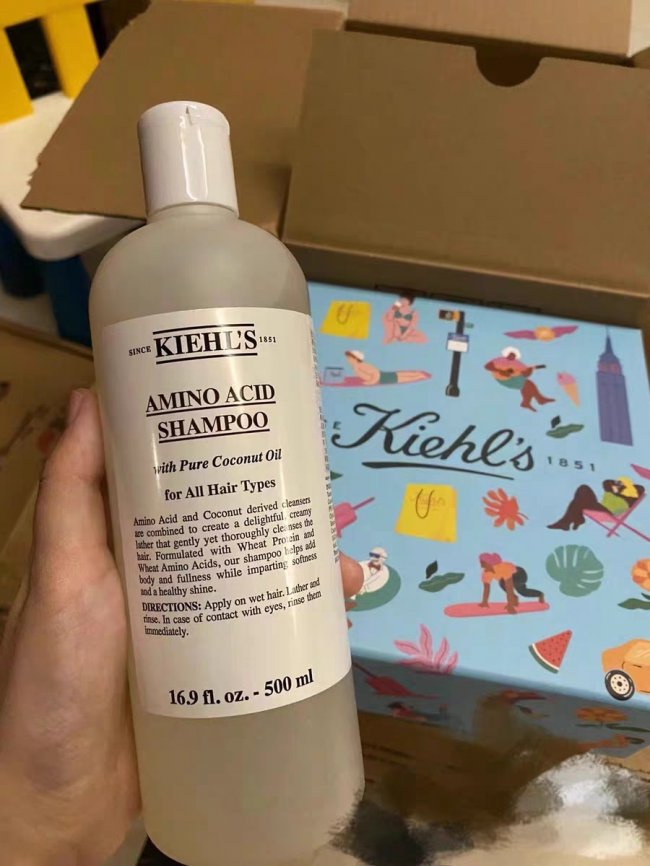 SINCE KIEHL'S 1851
AMINO ACID
SHAMPOO
with Pure Coconut Oil
for All Hair Types
Amino Acid and Coconut derived cleansers
are combined to create a delightful, creamy
lather that gently yet thoroughly cleanses the
hair. Formulated with Wheat Protein and
Wheat Amino Acids, our shampoo helps add
body and fullness while imparting softness
and a healthy shine.
DIRECTIONS: Apply on wet hair. Lather and
rinse. In case of contact with eyes, rinse them
immediately.
16.9 fl. oz. - 500 ml
Kiehl's 1851